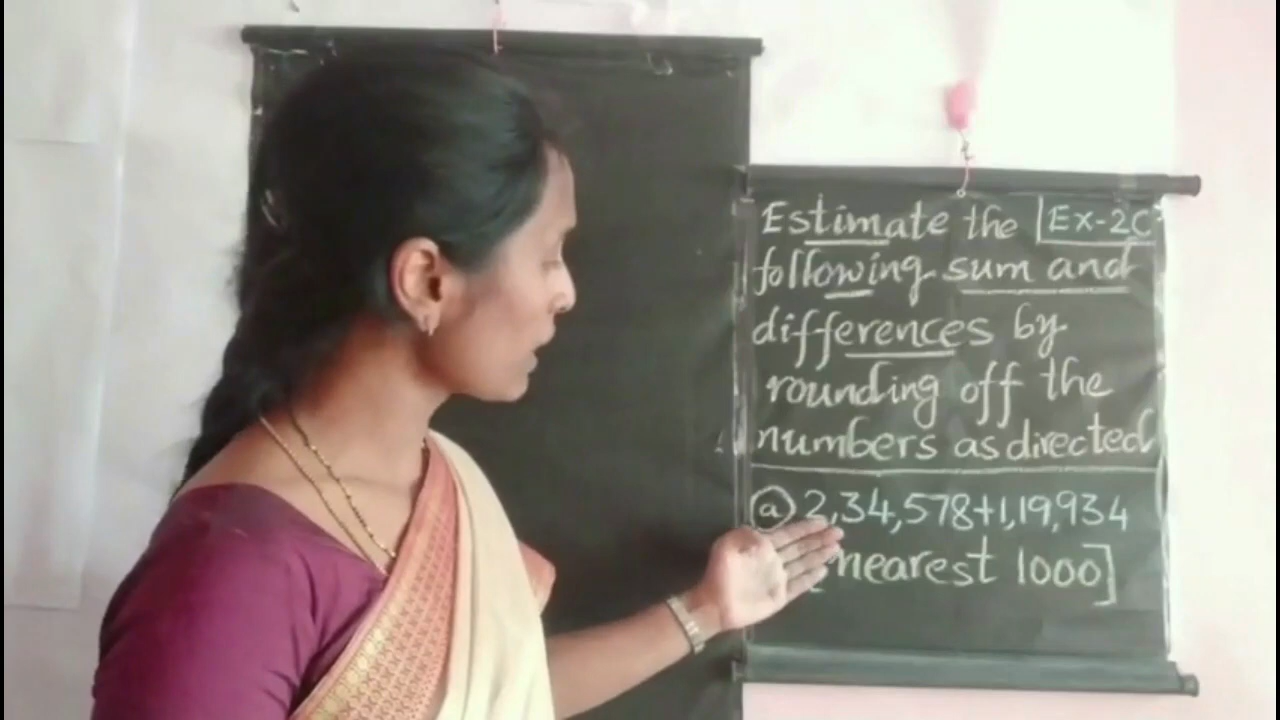 Estimate the Ex-2C
following sum and
differences by
rounding off the
numbers as directed
(a) 2,34,578+1,19,934
[nearest 1000]